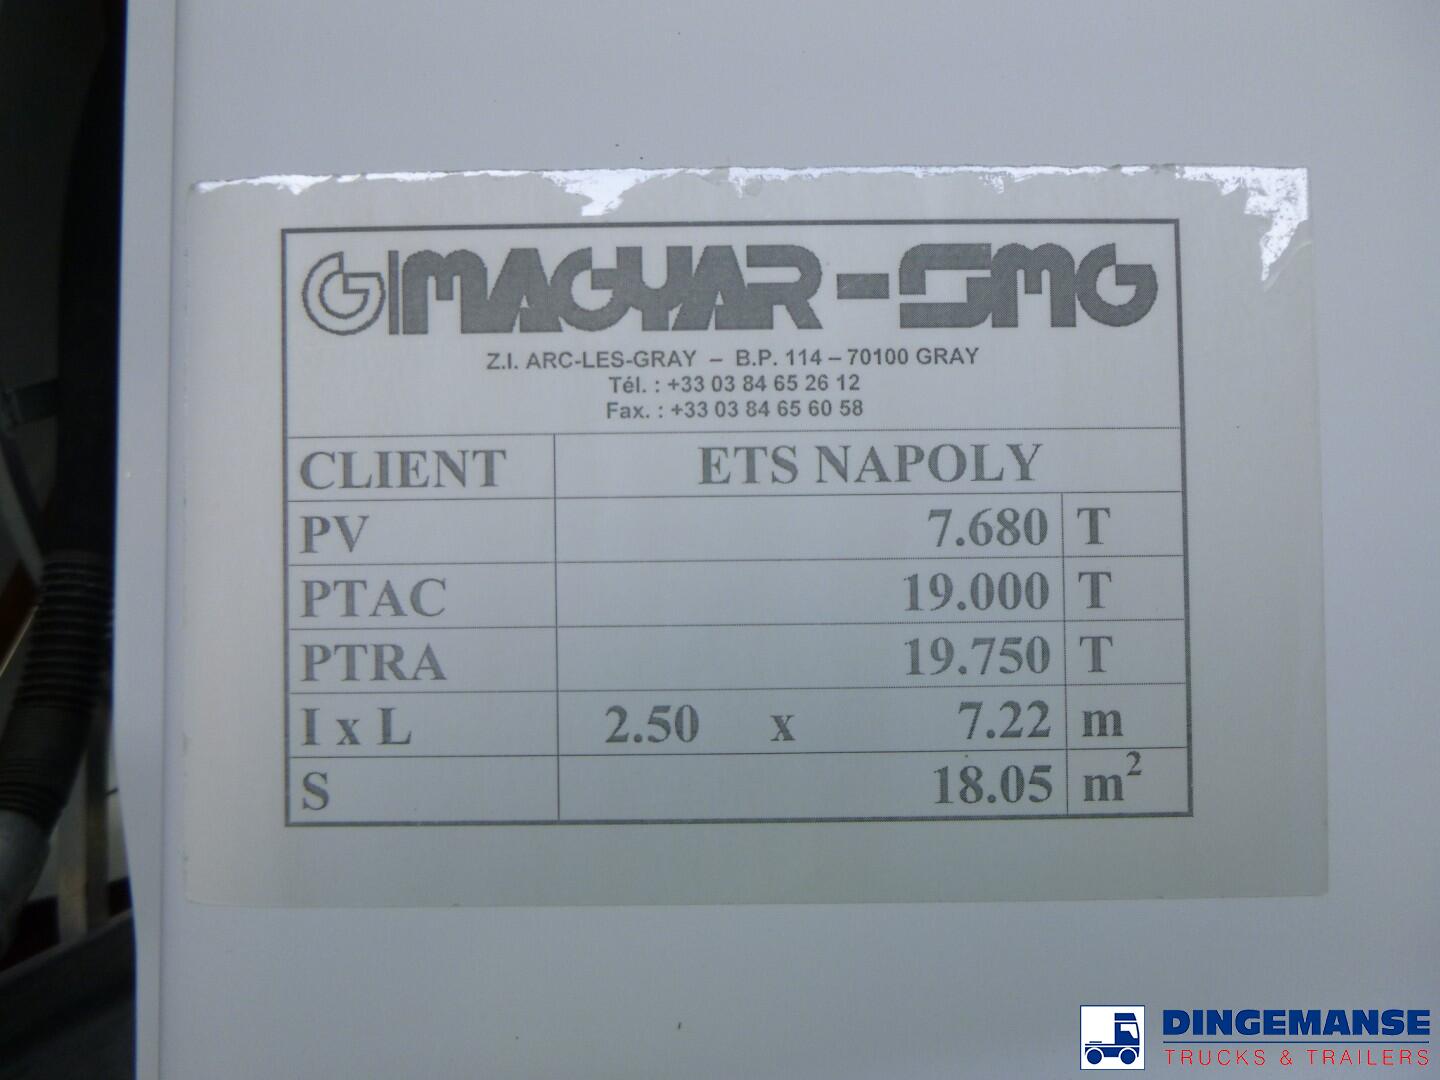 G MAGYAR-SMG
Z.I. ARC-LES-GRAY – B.P. 114 – 70100 GRAY
Tél. : +33 03 84 65 26 12
Fax. : +33 03 84 65 60 58
CLIENT ETS NAPOLY
PV 7.680 T
PTAC 19.000 T
PTRA 19.750 T
I x L 2.50 x 7.22 m
S 18.05 m²
DINGEMANSE
TRUCKS & TRAILERS